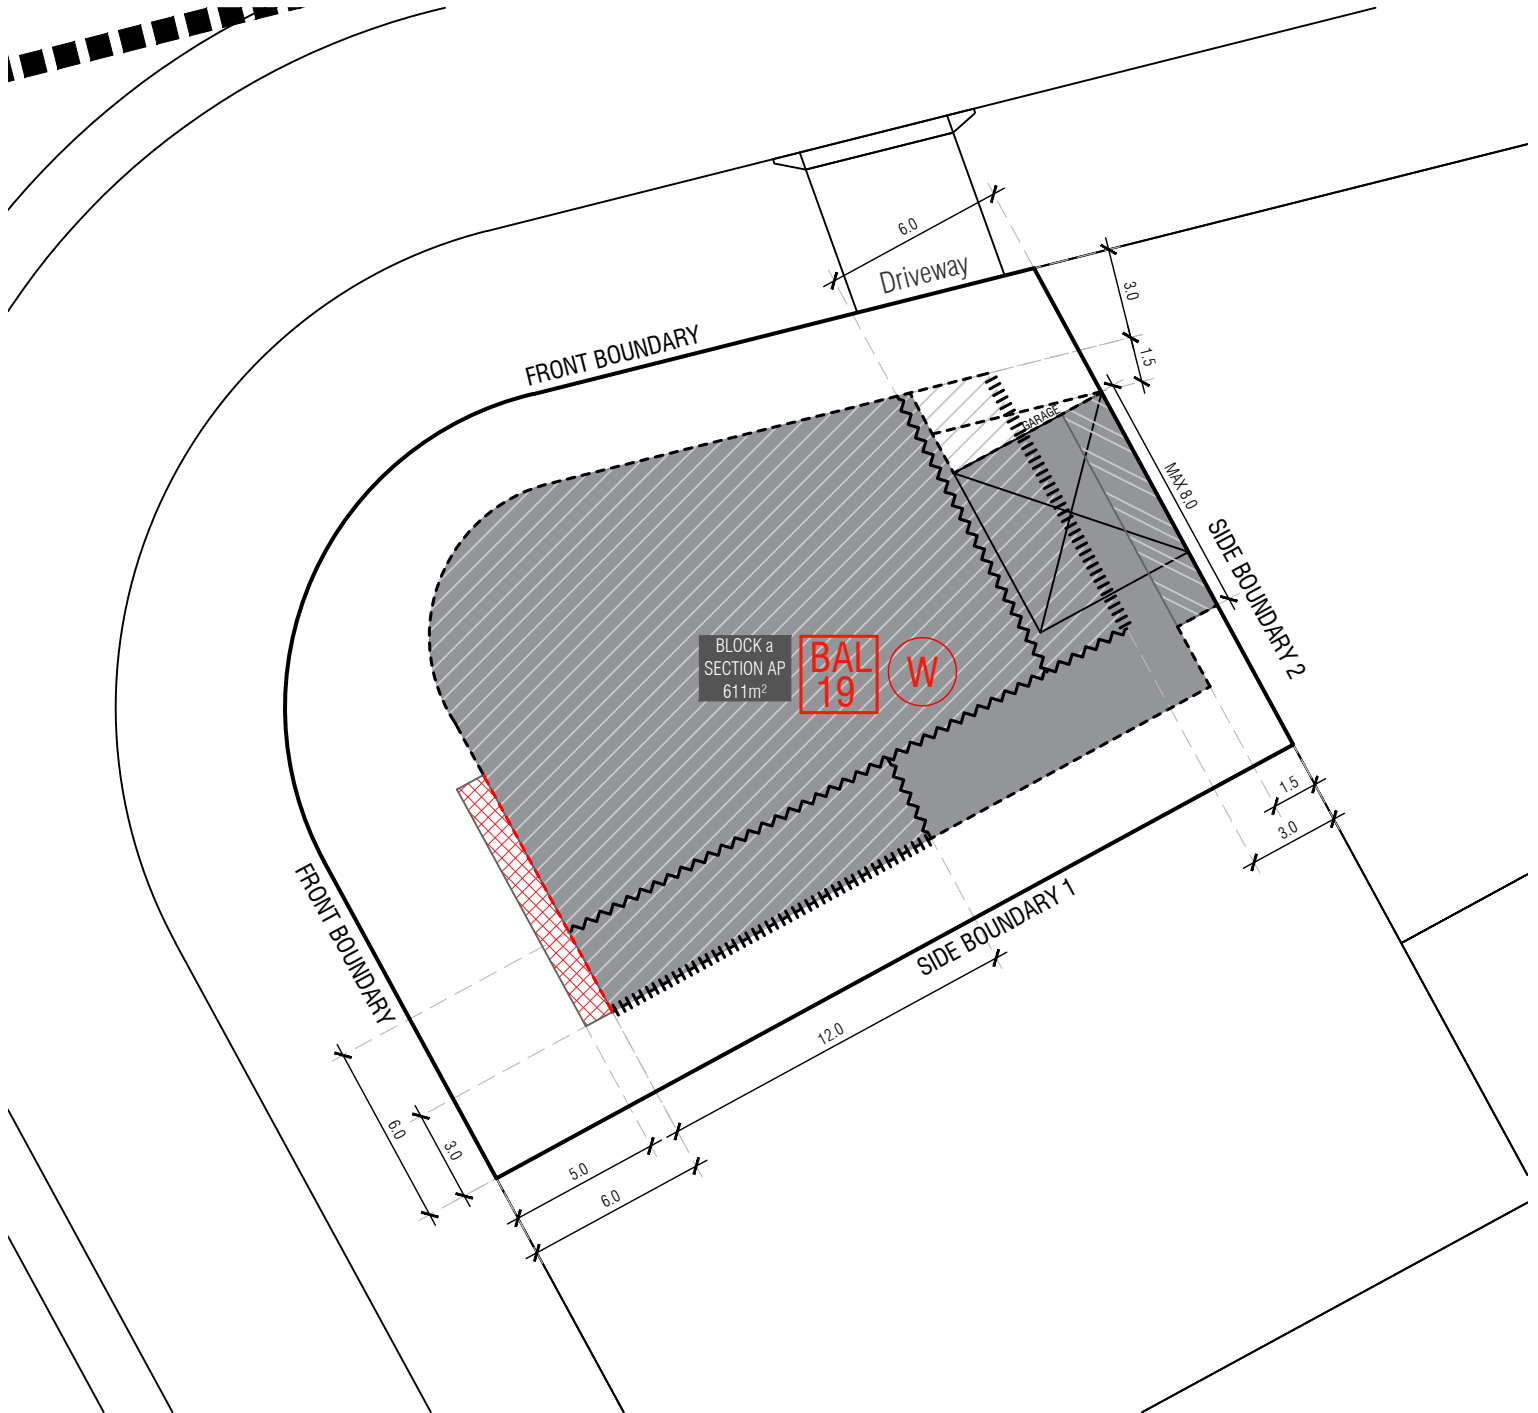 6.0
Driveway
3.0
FRONT BOUNDARY
1.5
GARAGE
MAX 8.0
SIDE BOUNDARY 2
BLOCK a
SECTION AP
611m²
BAL
19
W
1.5
3.0
FRONT BOUNDARY
SIDE BOUNDARY 1
12.0
6.0
3.0
5.0
6.0